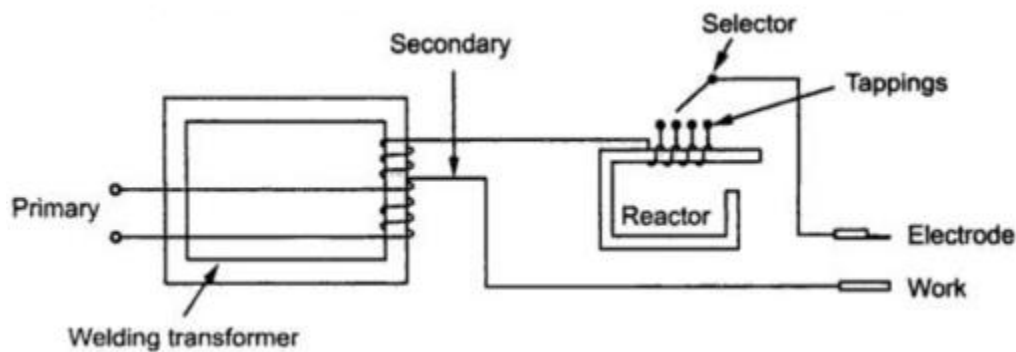 Selector
Secondary
Tappings
Primary
Reactor
Electrode
Work
Welding transformer